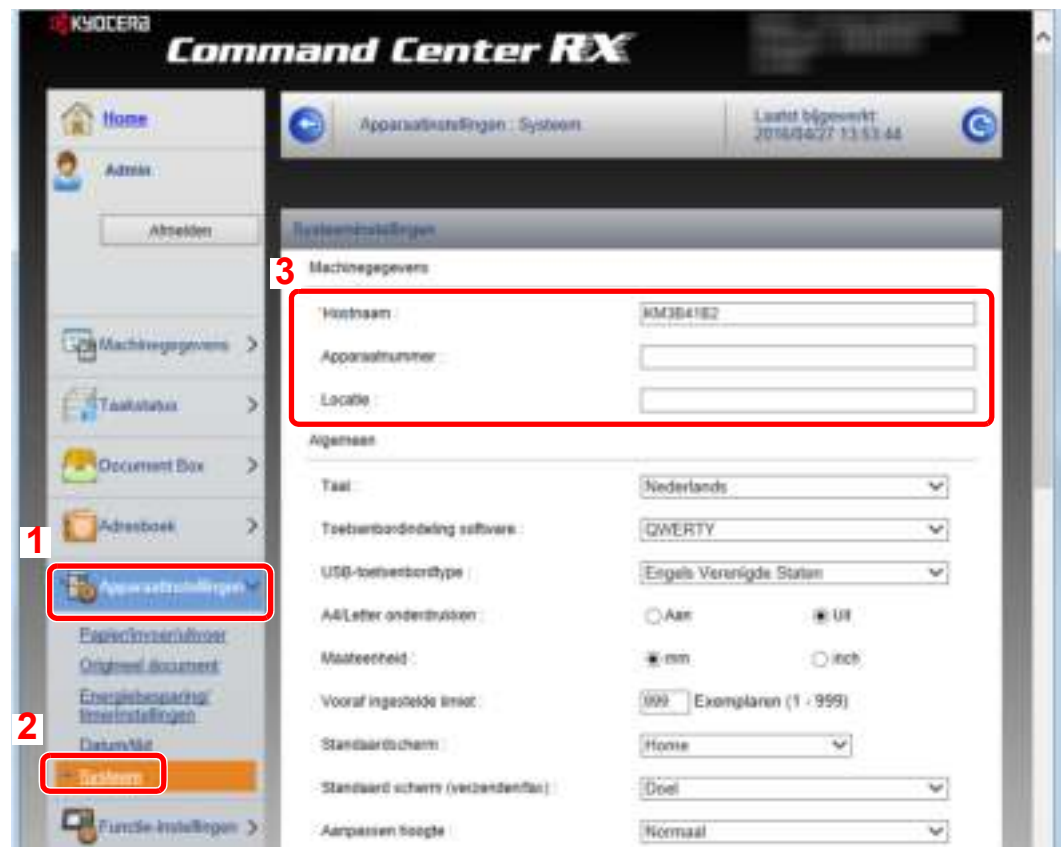 KYOCERA
Command Center RX
Home
Apparaatinstellingen : Systeem
Laatst bijgewerkt:
2016/04/27 13:53:44
Admin
Afmelden
Systeeminstellingen
3
Machinegegevens
*Hostnaam :
KM3B41B2
Machinegegevens
Apparaatnummer :
Taakstatus
Locatie :
Algemeen
Document Box
Taal :
Nederlands
Adresboek
Toetsenbordindeling software :
QWERTY
1
USB-toetsenbordtype :
Engels Verenigde Staten
Apparaatinstellingen
A4/Letter onderdrukken :
Aan
Uit
Papier/invoer/uitvoer
Origineel document
Maateenheid :
mm
inch
Energiebesparing/
timerinstellingen
Vooraf ingestelde limiet :
999 Exemplaren (1 - 999)
2
Datum/tijd
Standaardscherm :
Home
Systeem
Standaard scherm (verzenden/fax) :
Doel
Functie-instellingen
Aanpassen hoogte :
Normaal